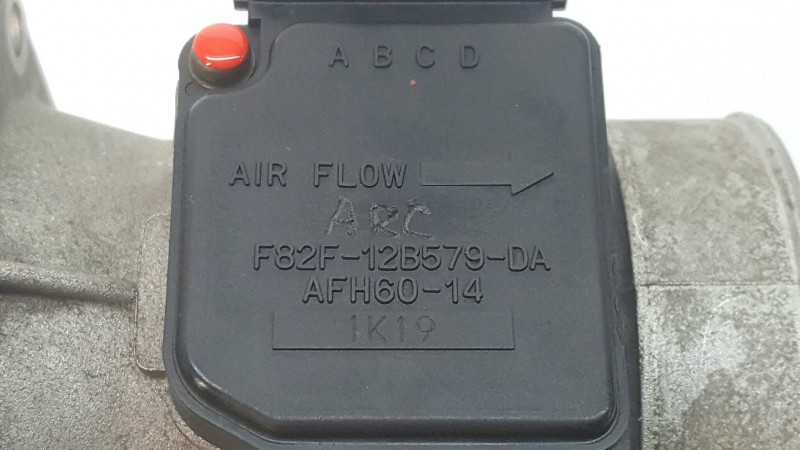 A B C D
AIR FLOW
ARC
F82F-12B579-DA
AFH60-14
1K19